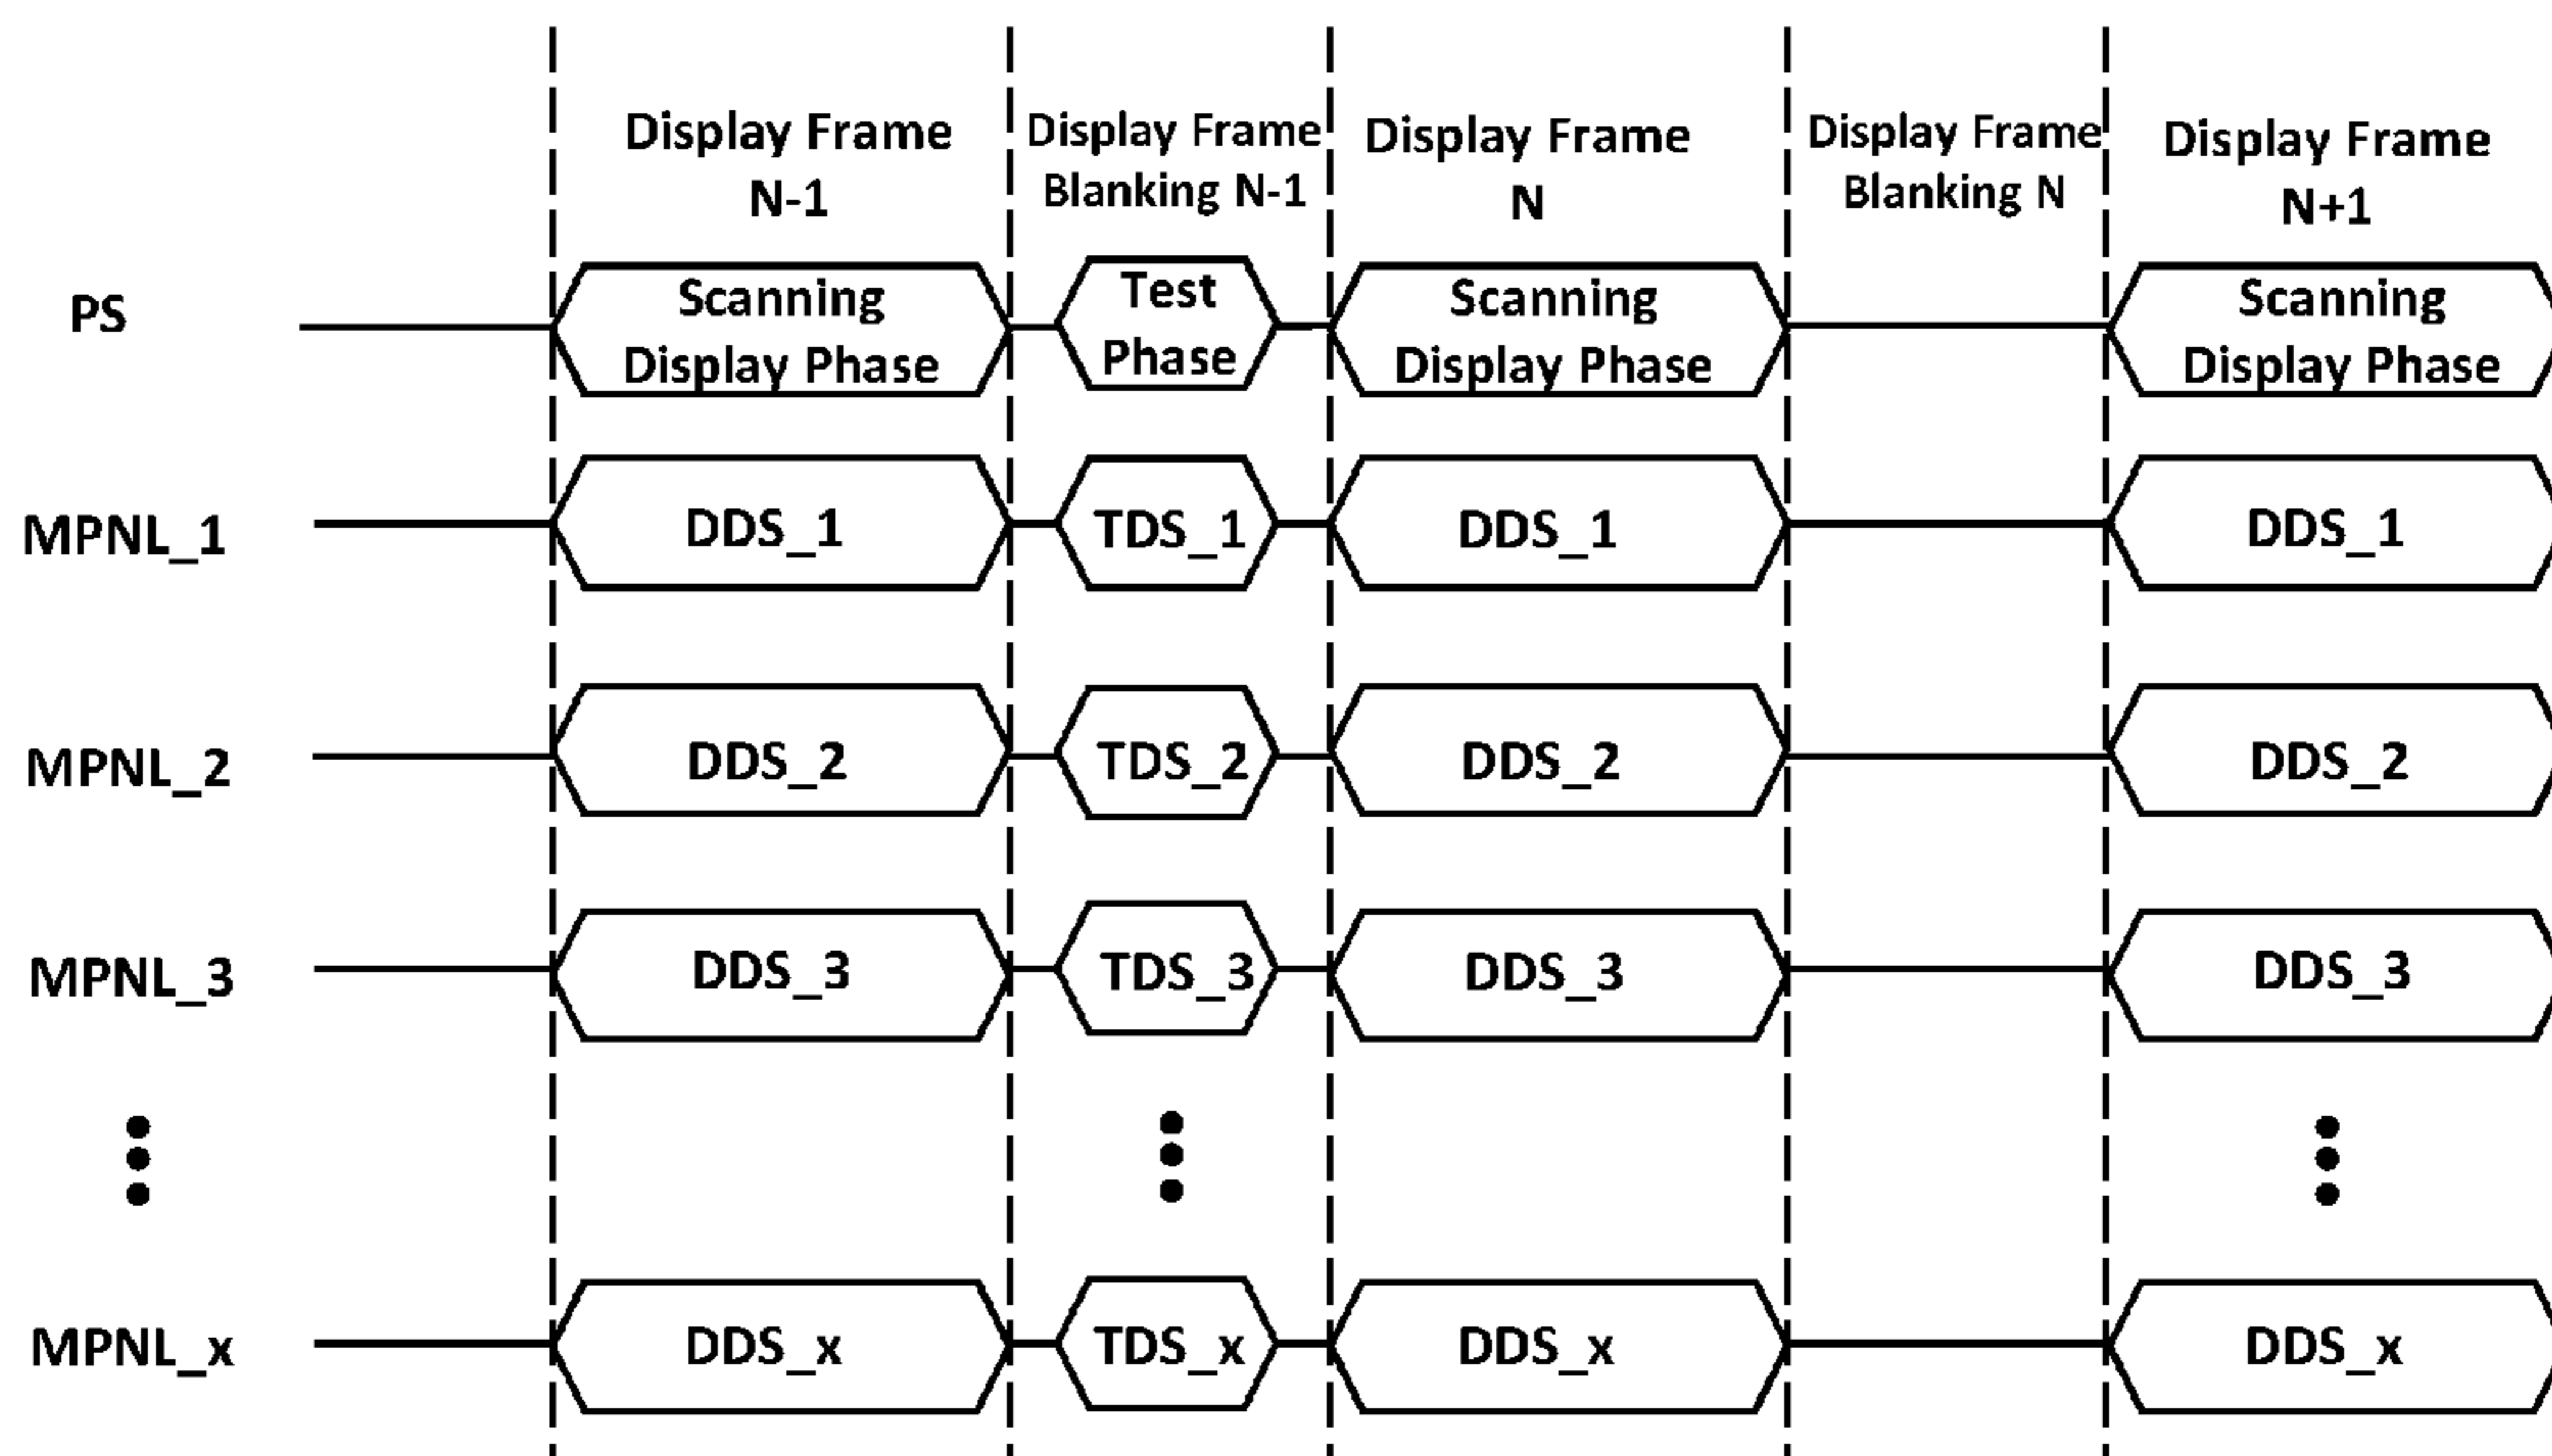 Display Frame
N-1
Display Frame
Blanking N-1
Display Frame
N
Display Frame
Blanking N
Display Frame
N+1
PS
Scanning
Display Phase
Test
Phase
Scanning
Display Phase
Scanning
Display Phase
MPNL_1
DDS_1
TDS_1
DDS_1
DDS_1
MPNL_2
DDS_2
TDS_2
DDS_2
DDS_2
MPNL_3
DDS_3
TDS_3
DDS_3
DDS_3
MPNL_x
DDS_x
TDS_x
DDS_x
DDS_x